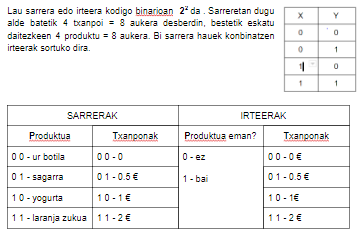 Lau sarrera edo irteera kodigo binarioan 2² da . Sarreretan dugu
alde batetik 4 txanpoi = 8 aukera desberdin, bestetik eskatu
daitezkeen 4 produktu = 8 aukera. Bi sarrera hauek konbinatzen
irteerak sortuko dira.
X Y
0 0
0 1
1 0
1 1
SARRERAK IRTEERAK
Produktua Txanponak Produktua eman? Txanponak
0 0 - ur botila 0 0 - 0 0 - ez 0 0 - 0 €
0 1 - sagarra 0 1 - 0.5 € 1 - bai 0 1 - 0.5 €
1 0 - yogurta 1 0 - 1 € 1 0 - 1€
1 1 - laranja zukua 1 1 - 2 € 1 1 - 2 €